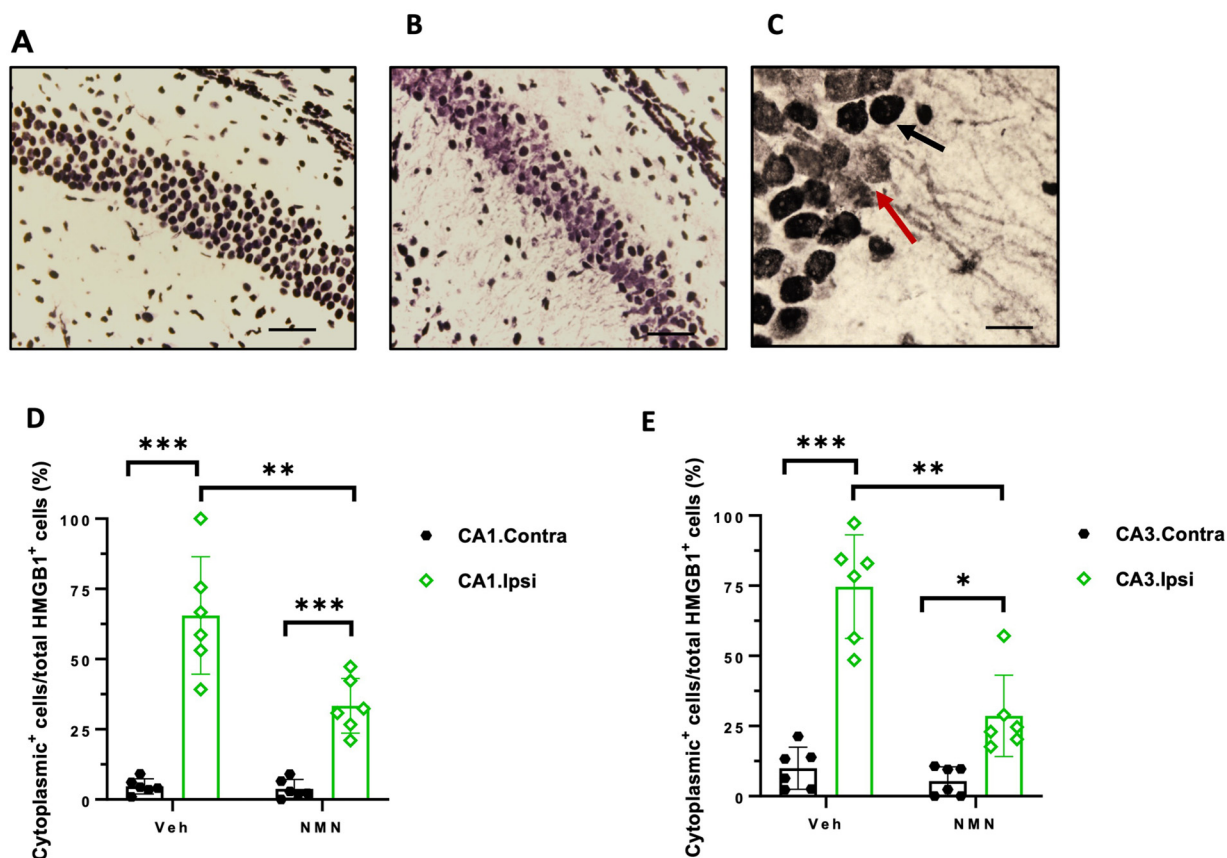 A
B
C
D
Cytoplasmic⁺ cells/total HMGB1⁺ cells (%)
100
75
50
25
0
***
**
***
Veh
NMN
CA1.Contra
CA1.Ipsi
E
Cytoplasmic⁺ cells/total HMGB1⁺ cells (%)
100
75
50
25
0
***
**
*
Veh
NMN
CA3.Contra
CA3.Ipsi